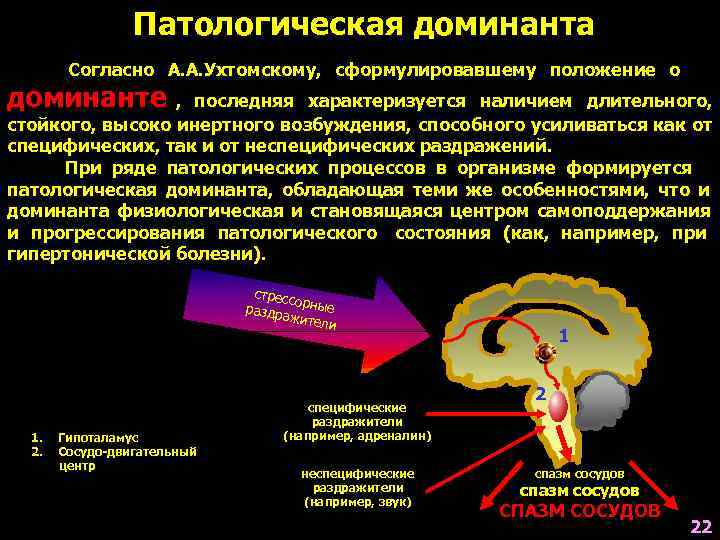 Патологическая доминанта
Согласно А.А.Ухтомскому, сформулировавшему положение о
доминанте , последняя характеризуется наличием длительного,
стойкого, высоко инертного возбуждения, способного усиливаться как от
специфических, так и от неспецифических раздражений.
При ряде патологических процессов в организме формируется
патологическая доминанта, обладающая теми же особенностями, что и
доминанта физиологическая и становящаяся центром самоподдержания
и прогрессирования патологического состояния (как, например, при
гипертонической болезни).
стрессорные
раздражители
1
2
специфические
раздражители
(например, адреналин)
1. Гипоталамус
2. Сосудо-двигательный
центр
неспецифические
раздражители
(например, звук)
спазм сосудов
спазм сосудов
СПАЗМ СОСУДОВ
22